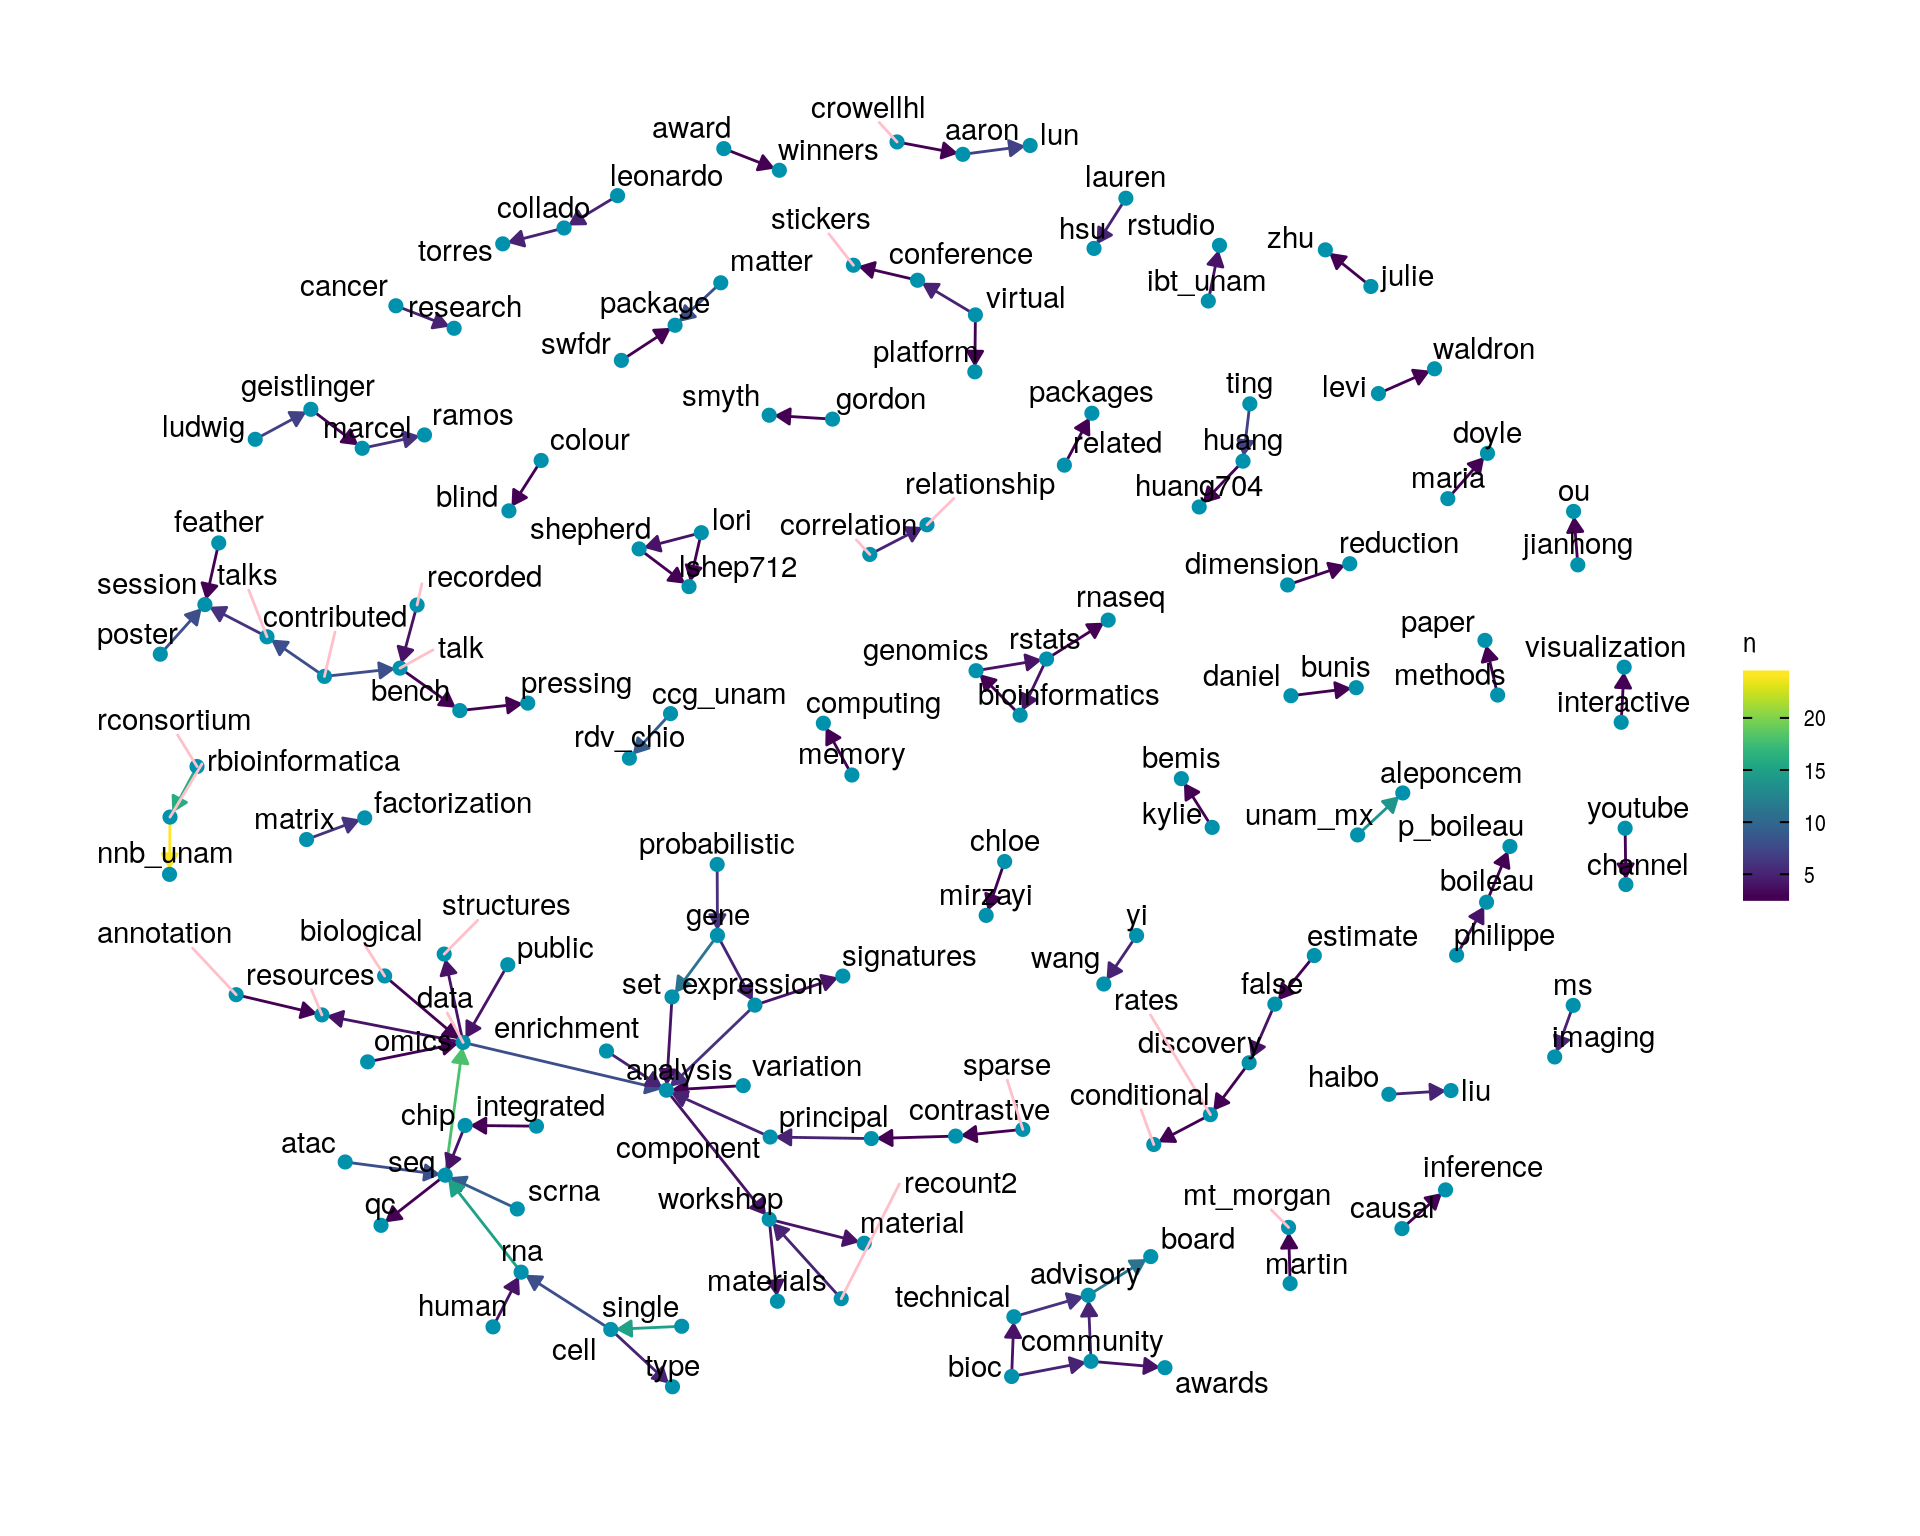 crowellhl
award
aaron
lun
winners
leonardo
lauren
collado
stickers
hsu
rstudio
zhu
torres
conference
matter
julie
cancer
ibt_unam
research
package
virtual
swfdr
platform
waldron
geistlinger
ting
levi
smyth
gordon
packages
ludwig
marcel
ramos
colour
huang
related
doyle
blind
relationship
huang704
maria
ou
feather
shepherd
lori
correlation
jianhong
reduction
session
talks
recorded
lshep712
dimension
contributed
rnaseq
poster
talk
genomics
rstats
paper
n
visualization
bench
pressing
ccg_unam
bioinformatics
daniel
bunis
methods
computing
interactive
rconsortium
20
rdv_chio
memory
rbioinformatica
bemis
aleponcem
15
matrix
factorization
kylie
unam_mx
youtube
p_boileau
10
nnb_unam
probabilistic
chloe
channel
boileau
5
structures
mirzayi
gene
yi
annotation
biological
public
philippe
estimate
resources
signatures
wang
data
set
expression
rates
false
ms
omics
enrichment
discovery
imaging
analysis
variation
sparse
haibo
liu
chip
integrated
conditional
principal
contrastive
atac
component
seq
inference
scrna
recount2
qc
workshop
mt_morgan
causal
material
rna
board
martin
materials
advisory
human
single
technical
cell
community
type
bioc
awards